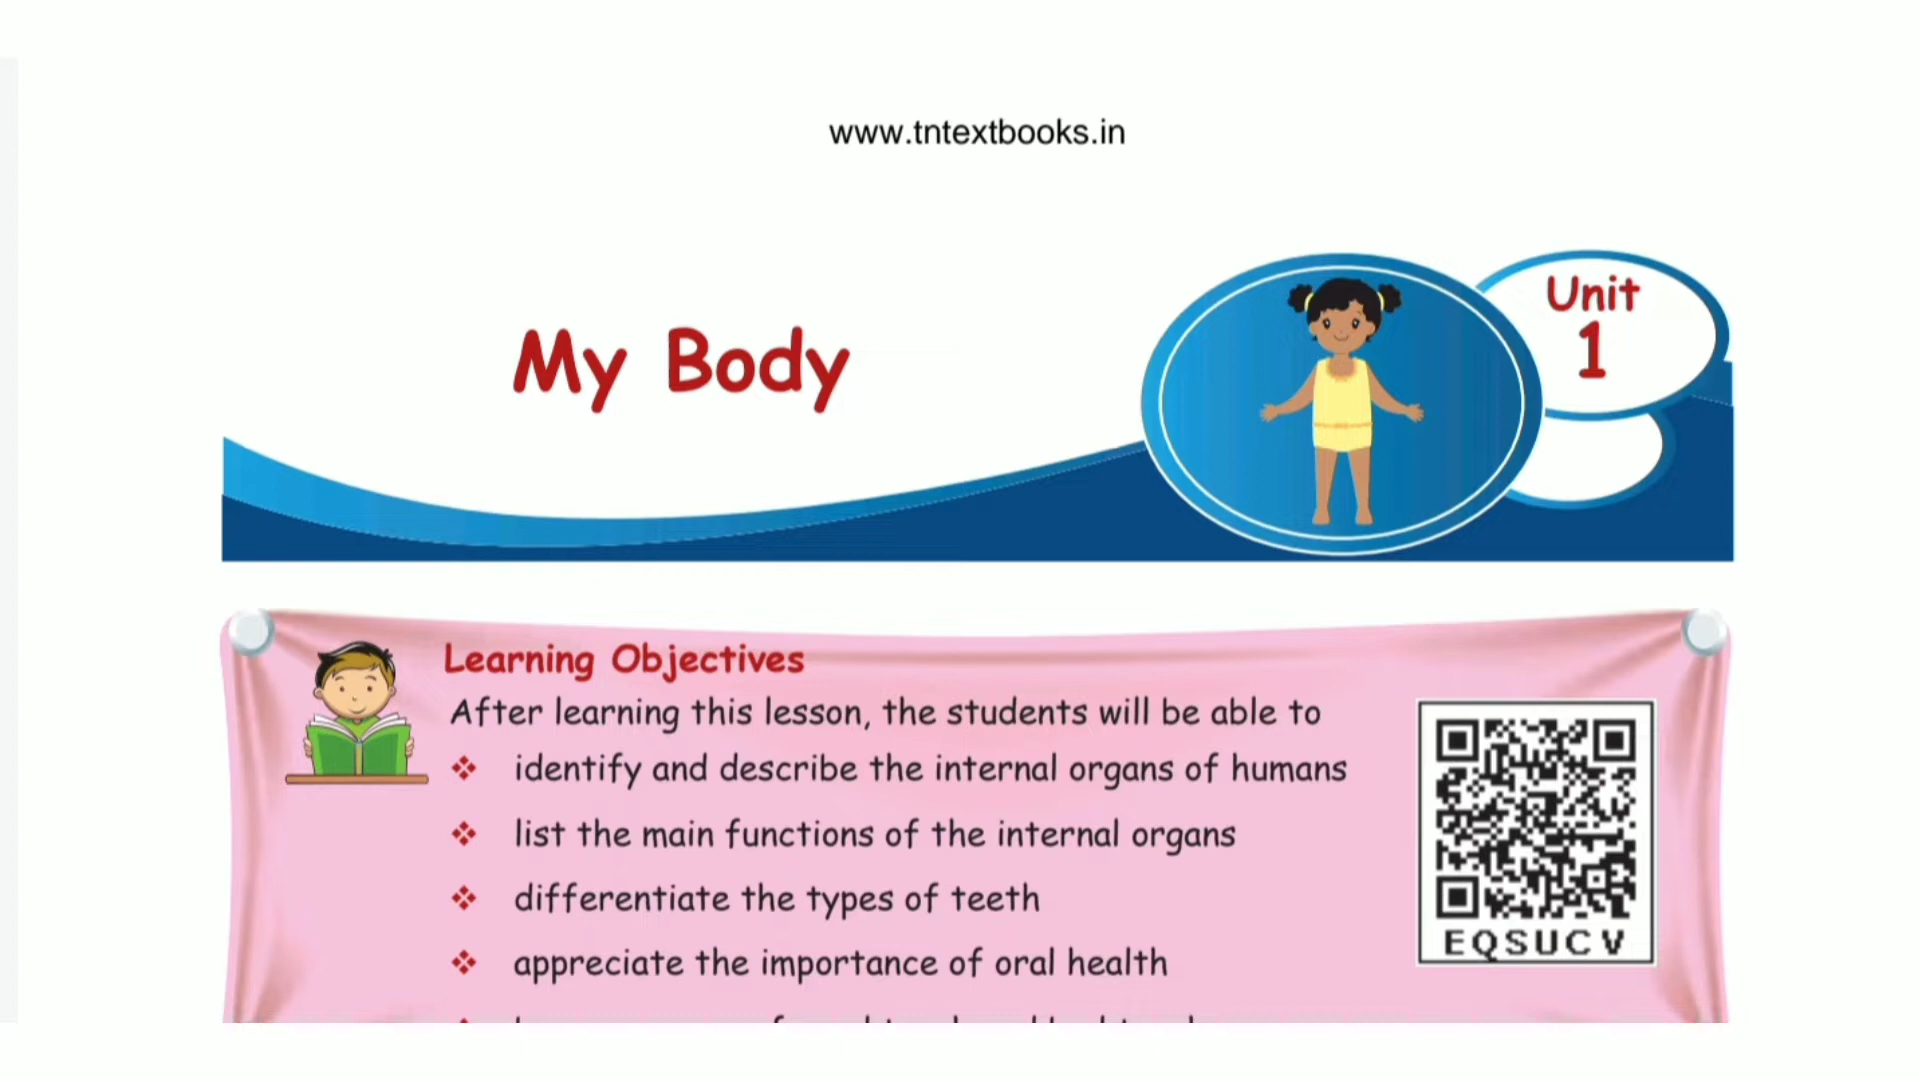 www.tntextbooks.in
My Body
Unit
1
Learning Objectives
After learning this lesson, the students will be able to
❖ identify and describe the internal organs of humans
❖ list the main functions of the internal organs
❖ differentiate the types of teeth
❖ appreciate the importance of oral health
EQSUCV